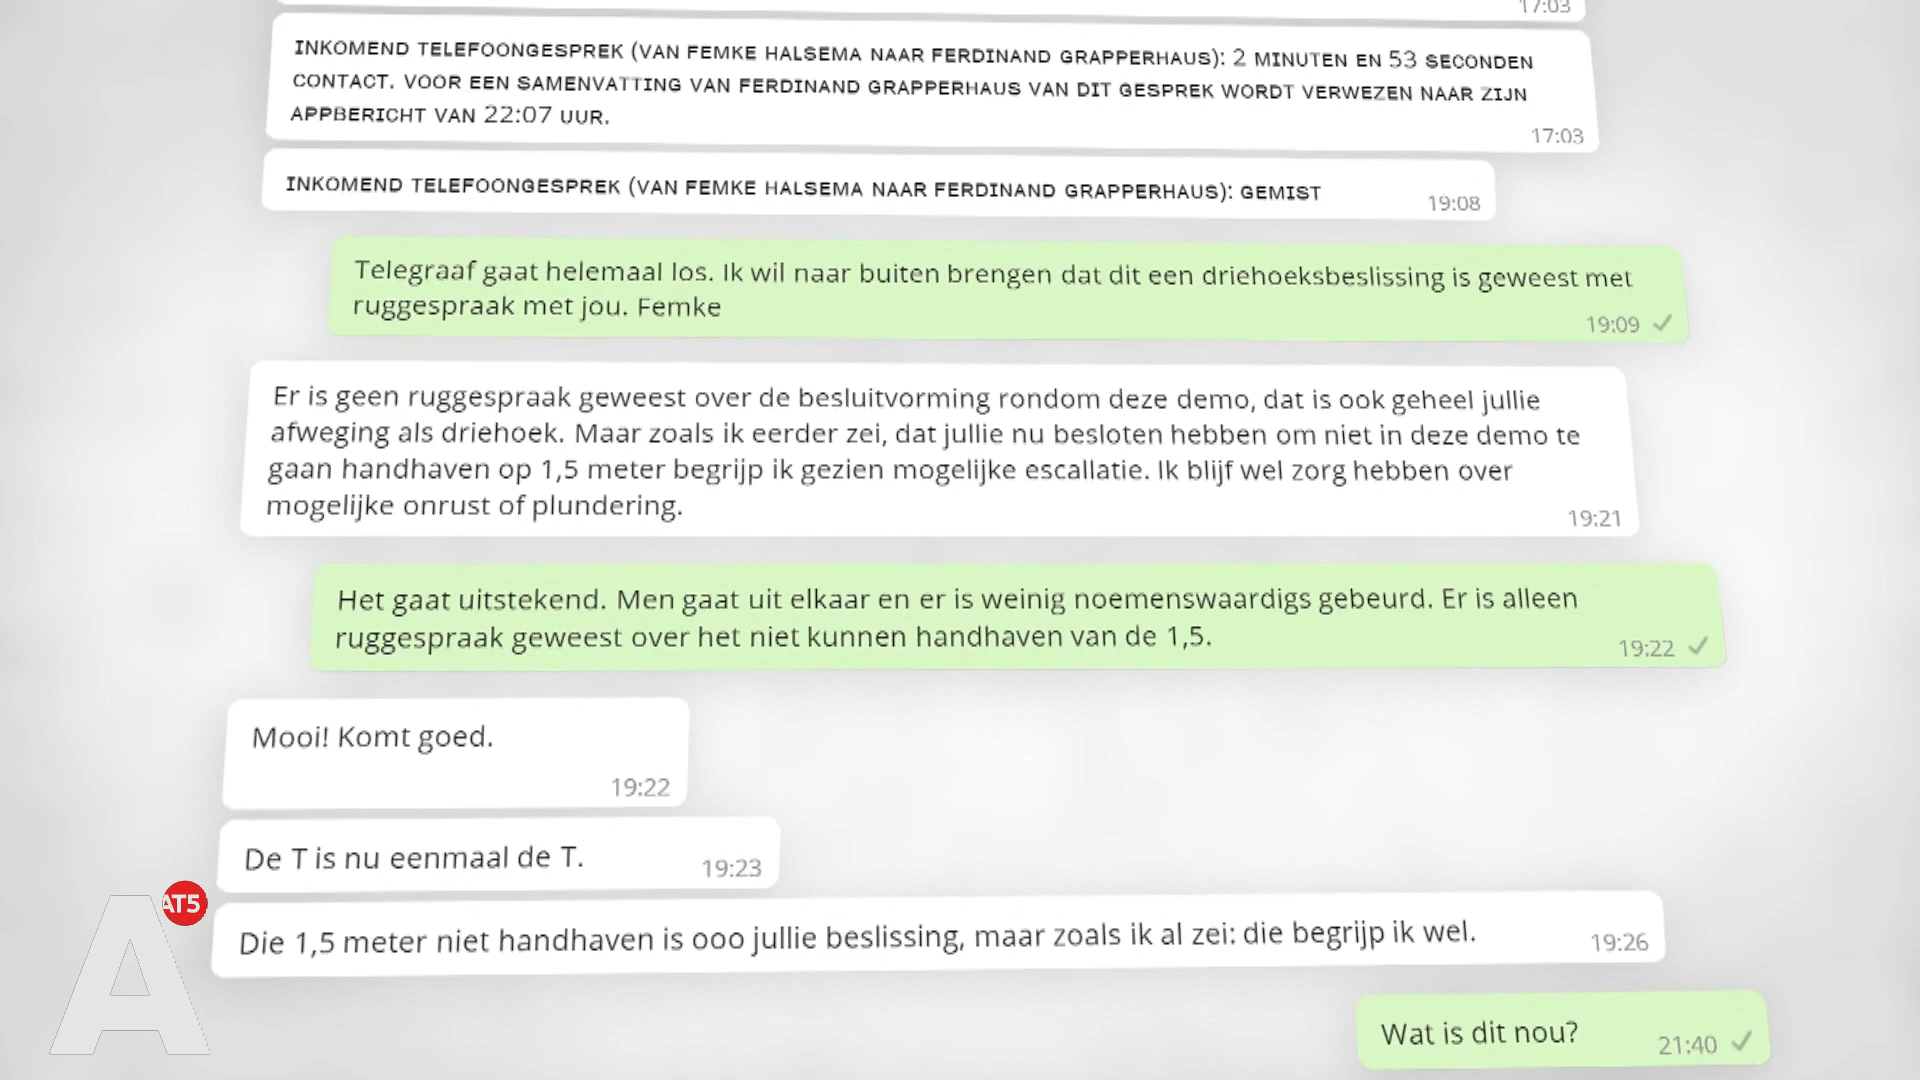 17:03
INKOMEND TELEFOONGESPREK (VAN FEMKE HALSEMA NAAR FERDINAND GRAPPERHAUS): 2 MINUTEN EN 53 SECONDEN
CONTACT. VOOR EEN SAMENVATTING VAN FERDINAND GRAPPERHAUS VAN DIT GESPREK WORDT VERWEZEN NAAR ZIJN
APPBERICHT VAN 22:07 UUR.
17:03
INKOMEND TELEFOONGESPREK (VAN FEMKE HALSEMA NAAR FERDINAND GRAPPERHAUS): GEMIST
19:08
Telegraaf gaat helemaal los. Ik wil naar buiten brengen dat dit een driehoeksbeslissing is geweest met
ruggespraak met jou. Femke
19:09
Er is geen ruggespraak geweest over de besluitvorming rondom deze demo, dat is ook geheel jullie
afweging als driehoek. Maar zoals ik eerder zei, dat jullie nu besloten hebben om niet in deze demo te
gaan handhaven op 1,5 meter begrijp ik gezien mogelijke escallatie. Ik blijf wel zorg hebben over
mogelijke onrust of plundering.
19:21
Het gaat uitstekend. Men gaat uit elkaar en er is weinig noemenswaardigs gebeurd. Er is alleen
ruggespraak geweest over het niet kunnen handhaven van de 1,5.
19:22
Mooi! Komt goed.
19:22
De T is nu eenmaal de T.
19:23
Die 1,5 meter niet handhaven is ooo jullie beslissing, maar zoals ik al zei: die begrijp ik wel.
19:26
Wat is dit nou?
21:40
A
AT5